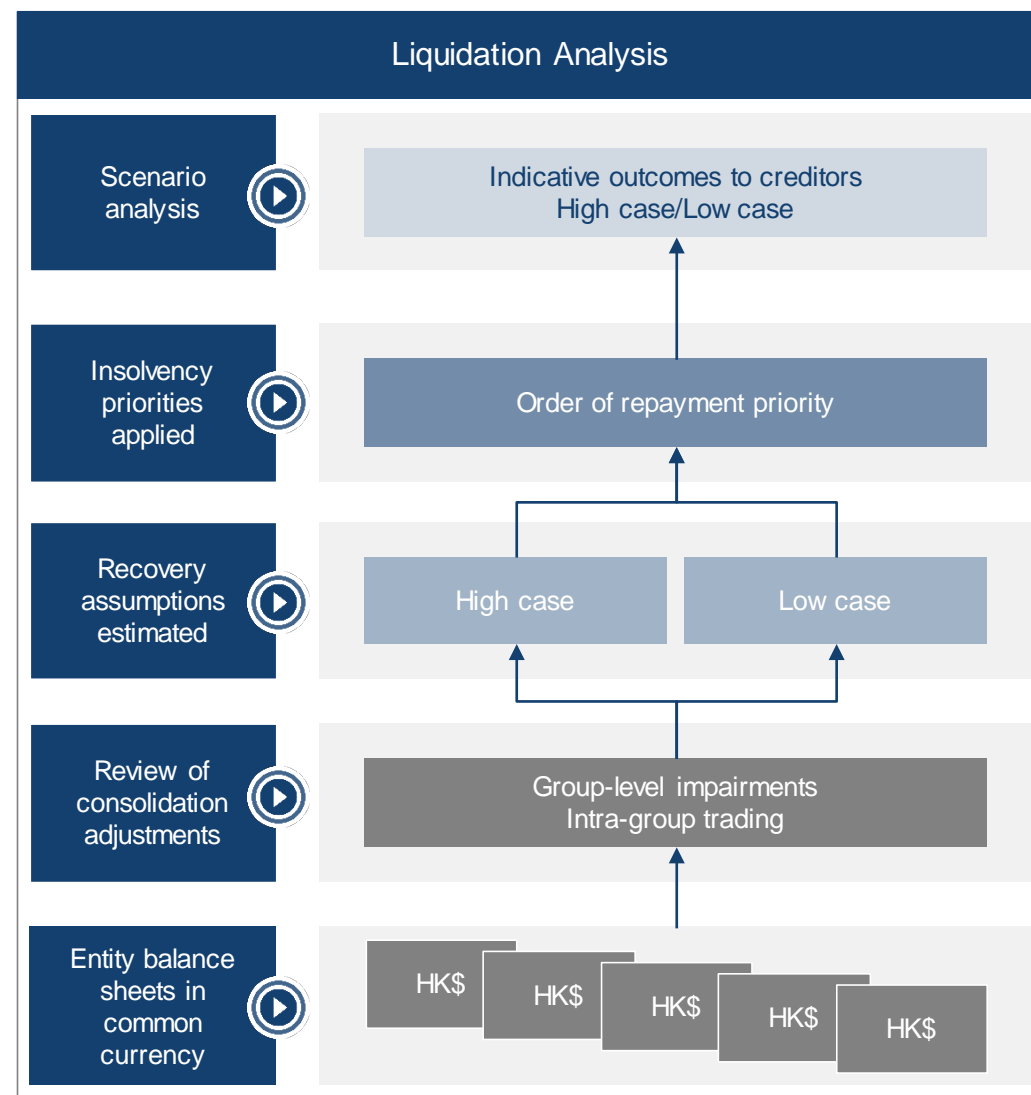 Liquidation Analysis
Scenario
analysis
Indicative outcomes to creditors
High case/Low case
Insolvency
priorities
applied
Order of repayment priority
Recovery
assumptions
estimated
High case
Low case
Review of
consolidation
adjustments
Group-level impairments
Intra-group trading
Entity balance
sheets in
common
currency
HK$
HK$
HK$
HK$
HK$